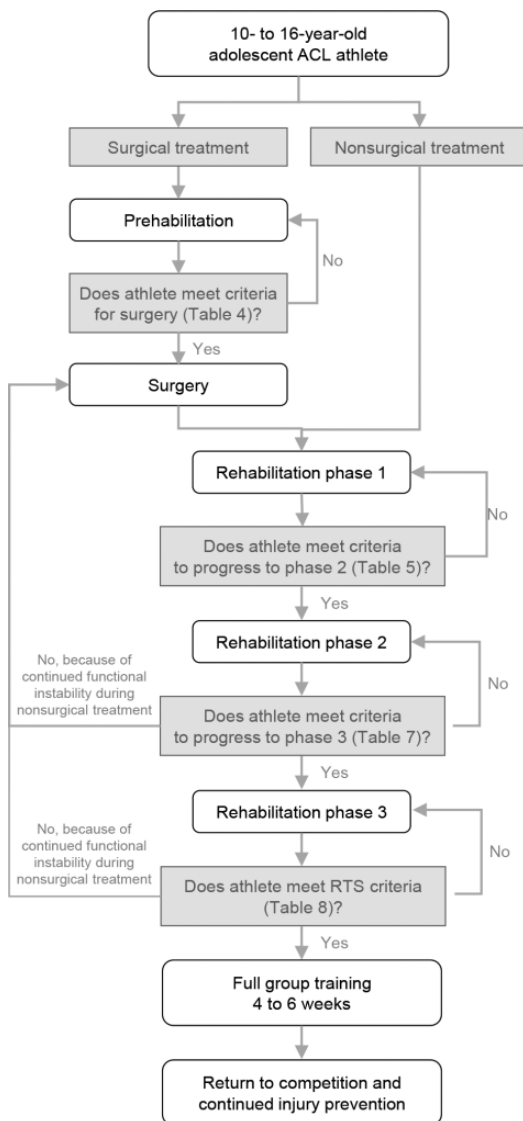 10- to 16-year-old
adolescent ACL athlete
Surgical treatment
Nonsurgical treatment
Prehabilitation
No
Does athlete meet criteria
for surgery (Table 4)?
Yes
Surgery
Rehabilitation phase 1
No
Does athlete meet criteria
to progress to phase 2 (Table 5)?
Yes
Rehabilitation phase 2
No, because of
continued functional
instability during
nonsurgical treatment
No
Does athlete meet criteria
to progress to phase 3 (Table 7)?
Yes
Rehabilitation phase 3
No, because of
continued functional
instability during
nonsurgical treatment
No
Does athlete meet RTS criteria
(Table 8)?
Yes
Full group training
4 to 6 weeks
Return to competition and
continued injury prevention